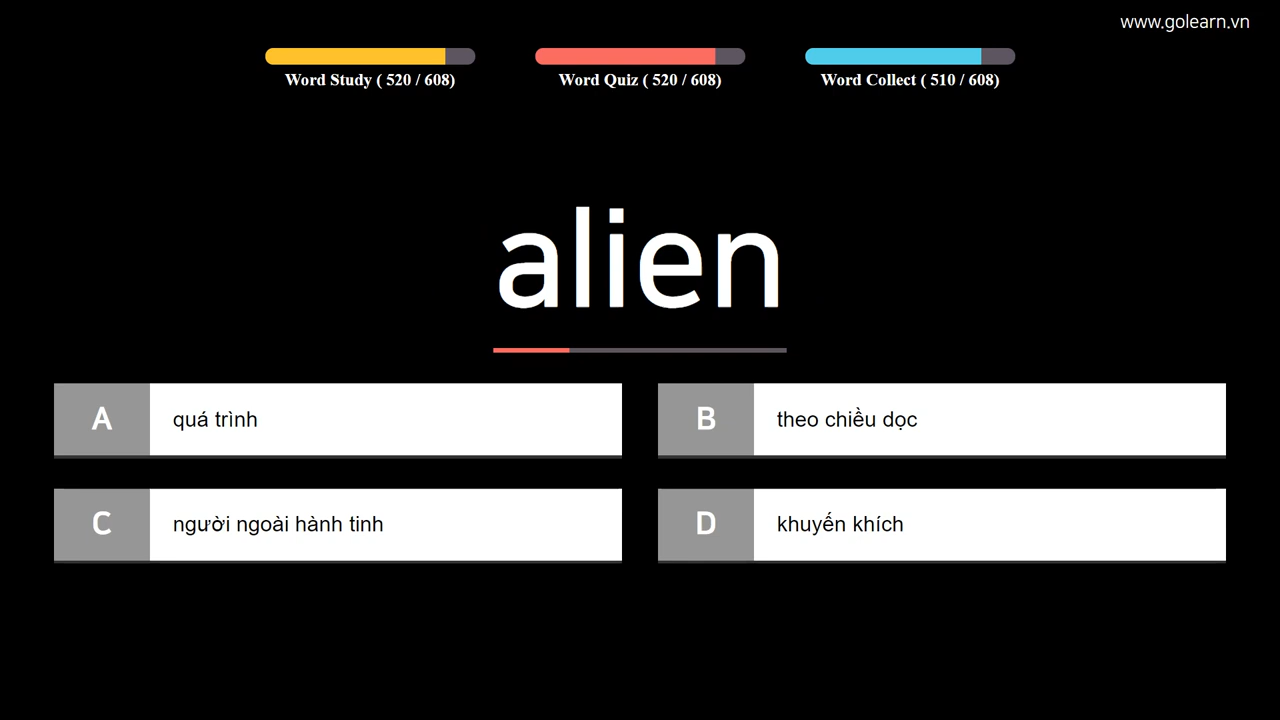 www.golearn.vn
Word Study ( 520 / 608)
Word Quiz ( 520 / 608)
Word Collect ( 510 / 608)
alien
A quá trình
B theo chiều dọc
C người ngoài hành tinh
D khuyến khích